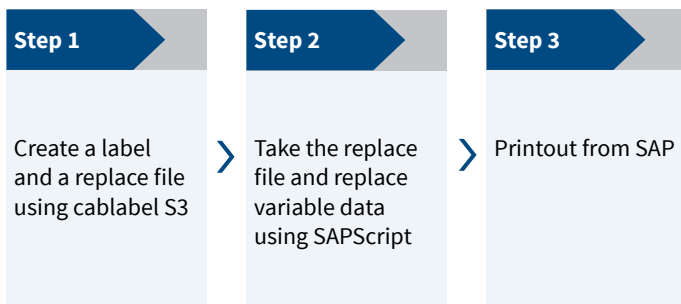 Step 1
Create a label
and a replace file
using cablabel S3
Step 2
Take the replace
file and replace
variable data
using SAPScript
Step 3
Printout from SAP